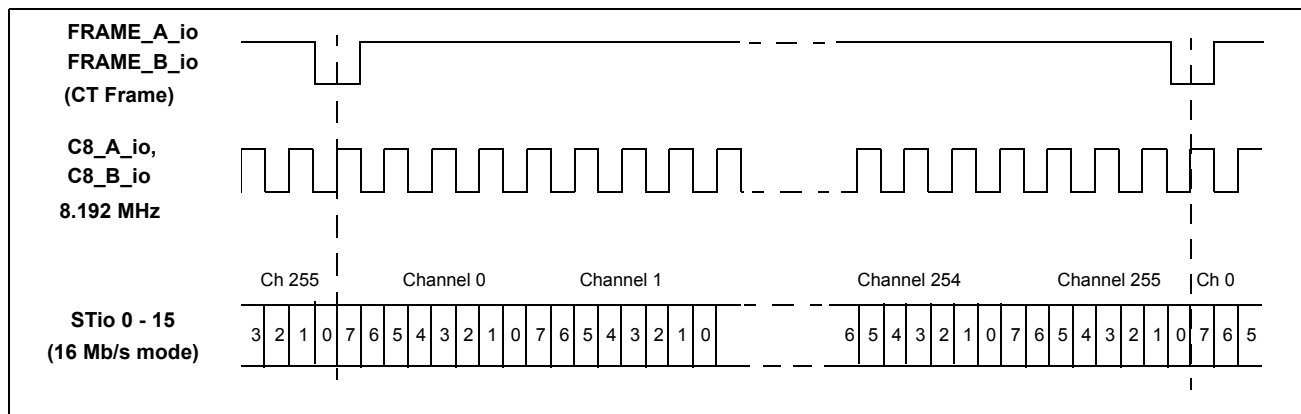 FRAME_A_io
FRAME_B_io
(CT Frame)
C8_A_io,
C8_B_io
8.192 MHz
Ch 255 Channel 0 Channel 1 Channel 254 Channel 255 Ch 0
STio 0 - 15
(16 Mb/s mode)
3 2 1 0 7 6 5 4 3 2 1 0 7 6 5 4 3 2 1 0 6 5 4 3 2 1 0 7 6 5 4 3 2 1 0 7 6 5